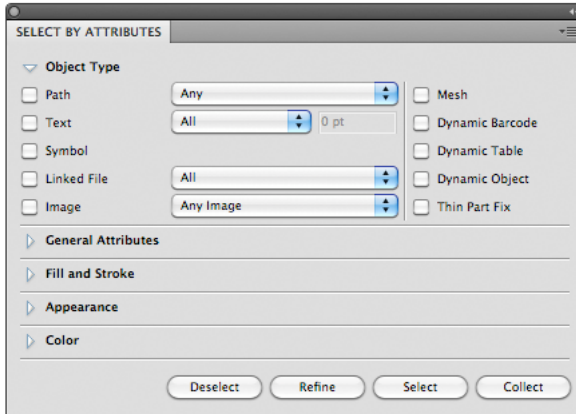 SELECT BY ATTRIBUTES
Object Type
Path Any Mesh
Text All 0 pt Dynamic Barcode
Symbol Dynamic Table
Linked File All Dynamic Object
Image Any Image Thin Part Fix
General Attributes
Fill and Stroke
Appearance
Color
Deselect Refine Select Collect